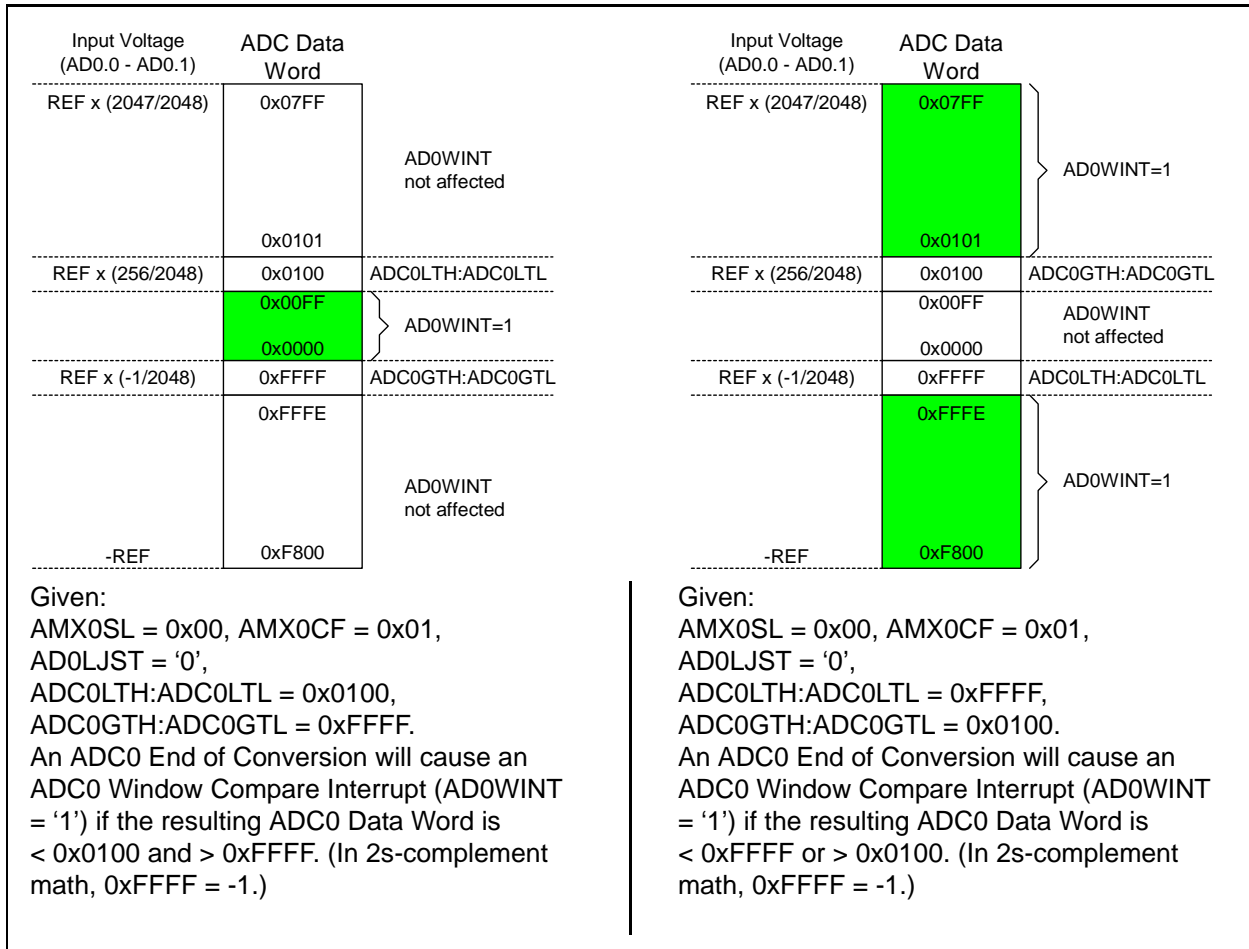 Input Voltage
(AD0.0 - AD0.1)
ADC Data
Word
REF x (2047/2048)
0x07FF
AD0WINT
not affected
0x0101
REF x (256/2048)
0x0100
ADC0LTH:ADC0LTL
0x00FF
AD0WINT=1
0x0000
REF x (-1/2048)
0xFFFF
ADC0GTH:ADC0GTL
0xFFFE
AD0WINT
not affected
-REF
0xF800
Given:
AMX0SL = 0x00, AMX0CF = 0x01,
AD0LJST = ‘0’,
ADC0LTH:ADC0LTL = 0x0100,
ADC0GTH:ADC0GTL = 0xFFFF.
An ADC0 End of Conversion will cause an
ADC0 Window Compare Interrupt (AD0WINT
= ‘1’) if the resulting ADC0 Data Word is
< 0x0100 and > 0xFFFF. (In 2s-complement
math, 0xFFFF = -1.)
Input Voltage
(AD0.0 - AD0.1)
ADC Data
Word
REF x (2047/2048)
0x07FF
AD0WINT=1
0x0101
REF x (256/2048)
0x0100
ADC0GTH:ADC0GTL
0x00FF
AD0WINT
not affected
0x0000
REF x (-1/2048)
0xFFFF
ADC0LTH:ADC0LTL
0xFFFE
AD0WINT=1
-REF
0xF800
Given:
AMX0SL = 0x00, AMX0CF = 0x01,
AD0LJST = ‘0’,
ADC0LTH:ADC0LTL = 0xFFFF,
ADC0GTH:ADC0GTL = 0x0100.
An ADC0 End of Conversion will cause an
ADC0 Window Compare Interrupt (AD0WINT
= ‘1’) if the resulting ADC0 Data Word is
< 0xFFFF or > 0x0100. (In 2s-complement
math, 0xFFFF = -1.)